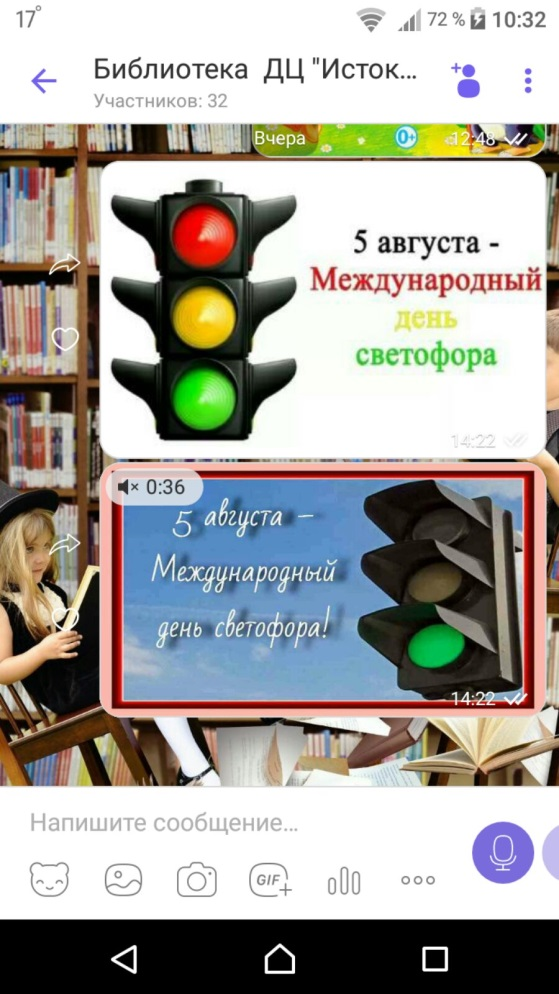 17°
72 %
10:32
Библиотека ДЦ "Исток...
Участников: 32
Вчера
0+
12:48
5 августа -
Международный
день
светофора
14:22
0:36
5 августа –
Международный
день светофора!
14:22
Напишите сообщение...
GIF